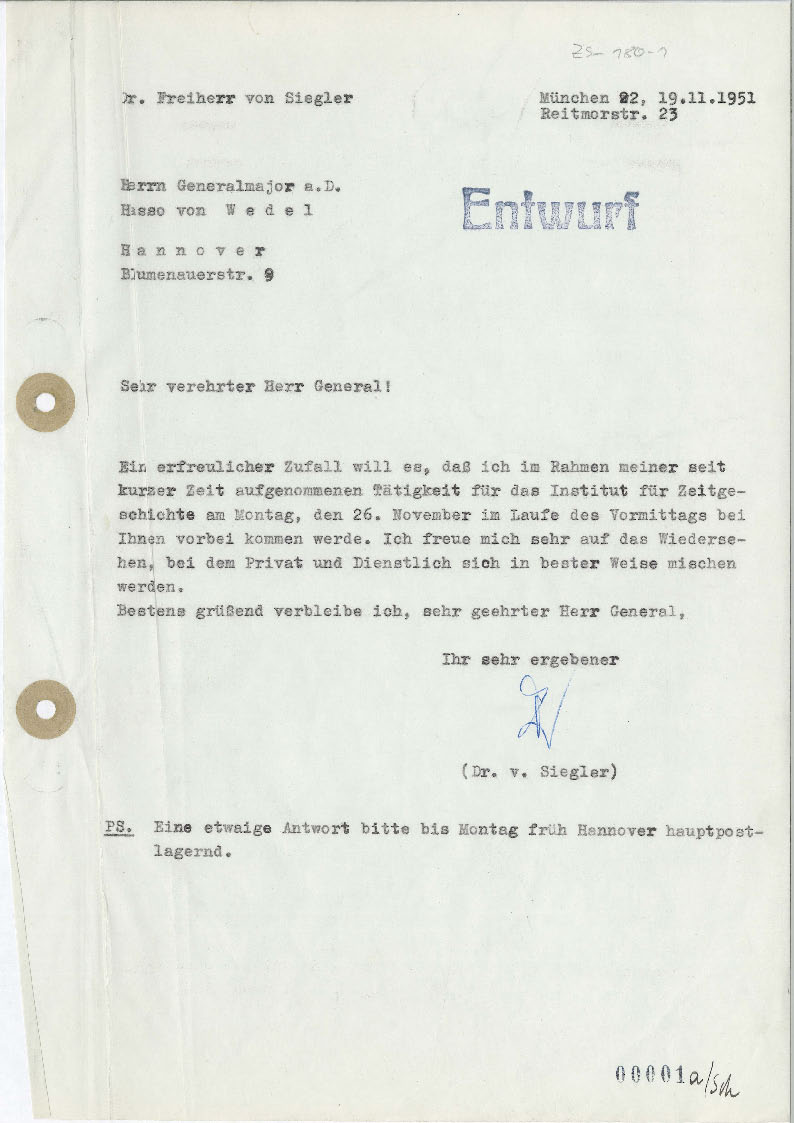 ZS-180-1
Dr. Freiherr von Siegler
München 22, 19.11.1951
Reitmorstr. 23
Herrn Generalmajor a.D.
Hasso von W e d e l
Entwurf
H a n n o v e r
Blumenauerstr. 9
Sehr verehrter Herr General!
Ein erfreulicher Zufall will es, daß ich im Rahmen meiner seit
kurzer Zeit aufgenommenen Tätigkeit für das Institut für Zeitge-
schichte am Montag, den 26. November im Laufe des Vormittags bei
Ihnen vorbei kommen werde. Ich freue mich sehr auf das Wiederse-
hen, bei dem Privat und Dienstlich sich in bester Weise mischen
werden.
Bestens grüßend verbleibe ich, sehr geehrter Herr General,
Ihr sehr ergebener
(Dr. v. Siegler)
PS. Eine etwaige Antwort bitte bis Montag früh Hannover hauptpost-
lagernd.
00001a/Sch